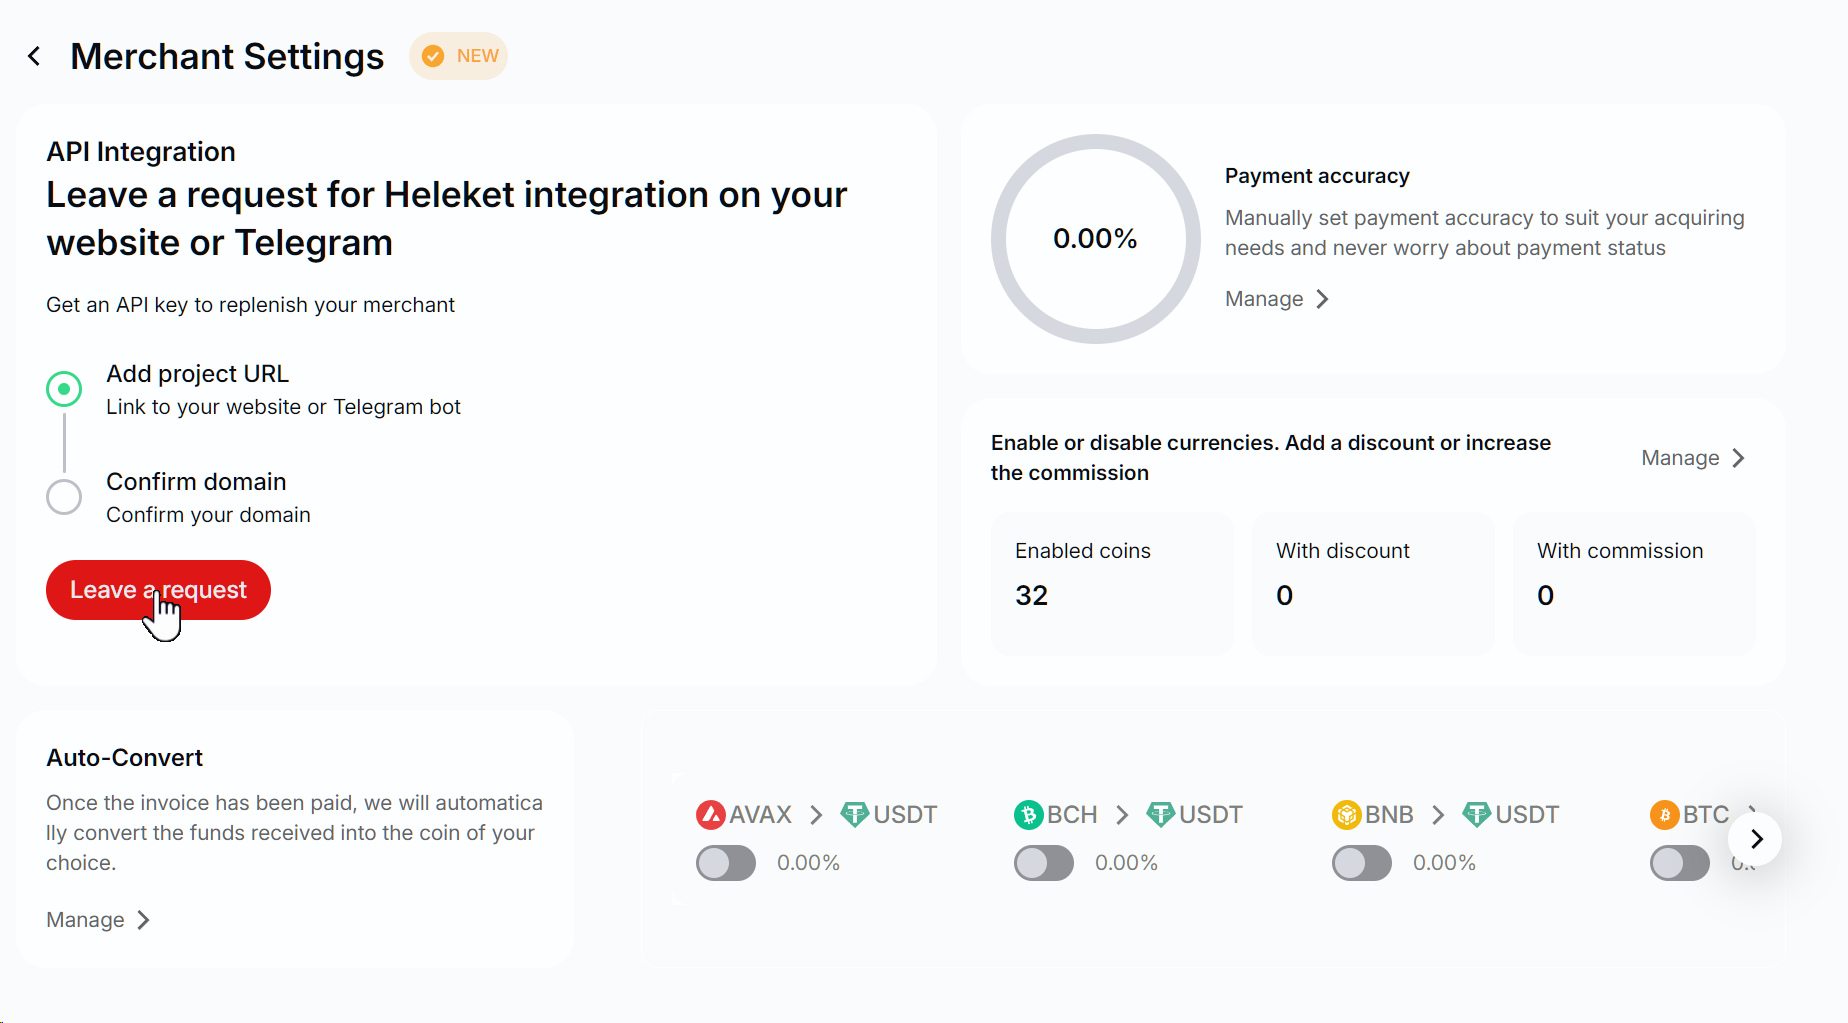 Merchant Settings
NEW
API Integration
Leave a request for Heleket integration on your
website or Telegram
Get an API key to replenish your merchant
Add project URL
Link to your website or Telegram bot
Confirm domain
Confirm your domain
Leave a request
0.00%
Payment accuracy
Manually set payment accuracy to suit your acquiring
needs and never worry about payment status
Manage
Enable or disable currencies. Add a discount or increase
the commission
Manage
Enabled coins
32
With discount
0
With commission
0
Auto-Convert
Once the invoice has been paid, we will automatica
lly convert the funds received into the coin of your
choice.
Manage
AVAX > USDT
0.00%
BCH > USDT
0.00%
BNB > USDT
0.00%
BTC